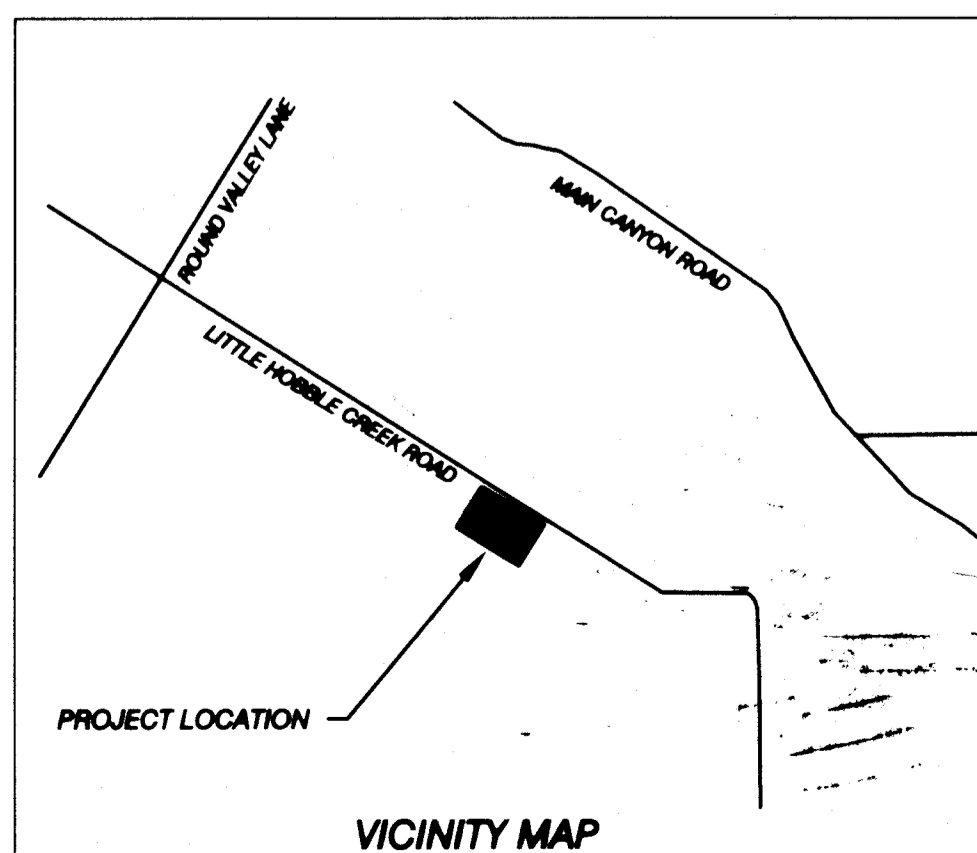 ROUND VALLEY LANE
MAIN CANYON ROAD
LITTLE HOBBLE CREEK ROAD
PROJECT LOCATION
VICINITY MAP